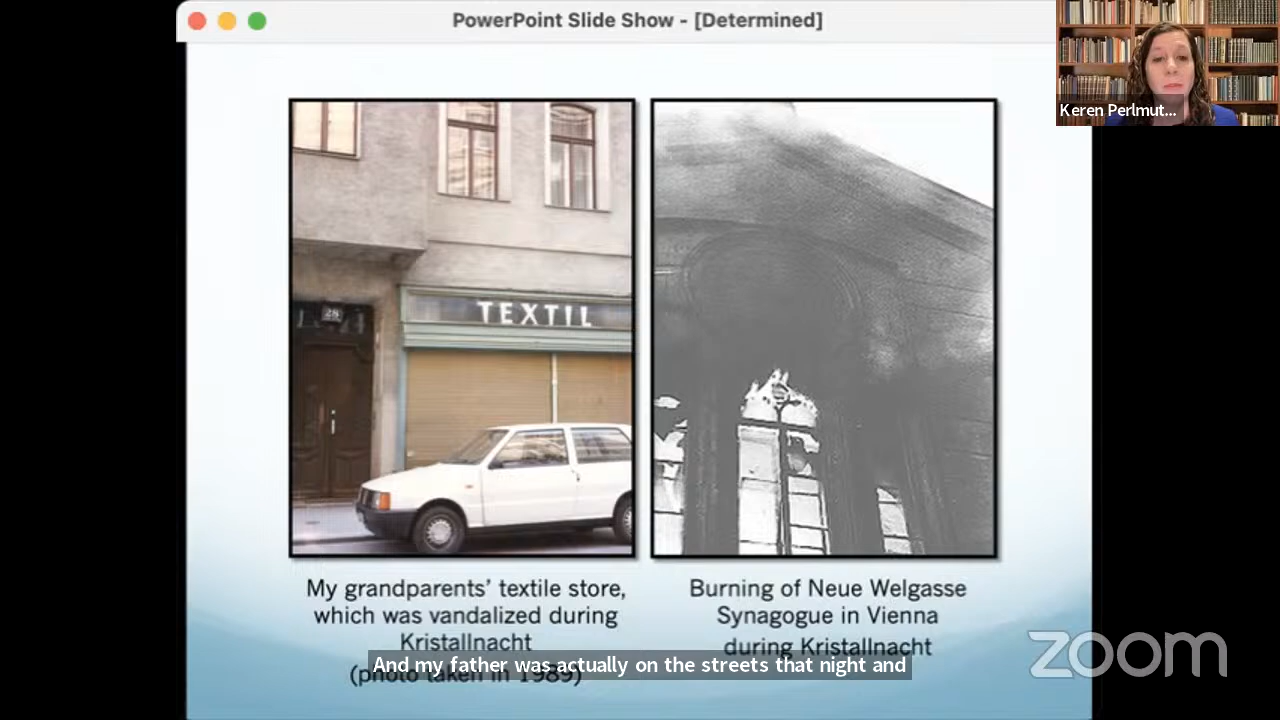 PowerPoint Slide Show - [Determined]
Keren Perlmut...
28
TEXTIL
My grandparents' textile store,
which was vandalized during
Kristallnacht
(photo taken in 1989)
Burning of Neue Welgasse
Synagogue in Vienna
during Kristallnacht
And my father was actually on the streets that night and
zoom